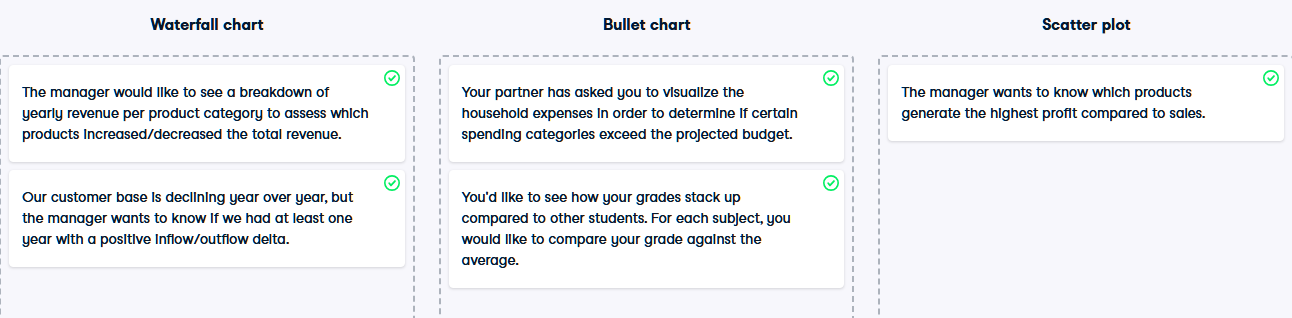 Waterfall chart
The manager would like to see a breakdown of
yearly revenue per product category to assess which
products increased/decreased the total revenue.
Our customer base is declining year over year, but
the manager wants to know if we had at least one
year with a positive inflow/outflow delta.
Bullet chart
Your partner has asked you to visualize the
household expenses in order to determine if certain
spending categories exceed the projected budget.
You'd like to see how your grades stack up
compared to other students. For each subject, you
would like to compare your grade against the
average.
Scatter plot
The manager wants to know which products
generate the highest profit compared to sales.